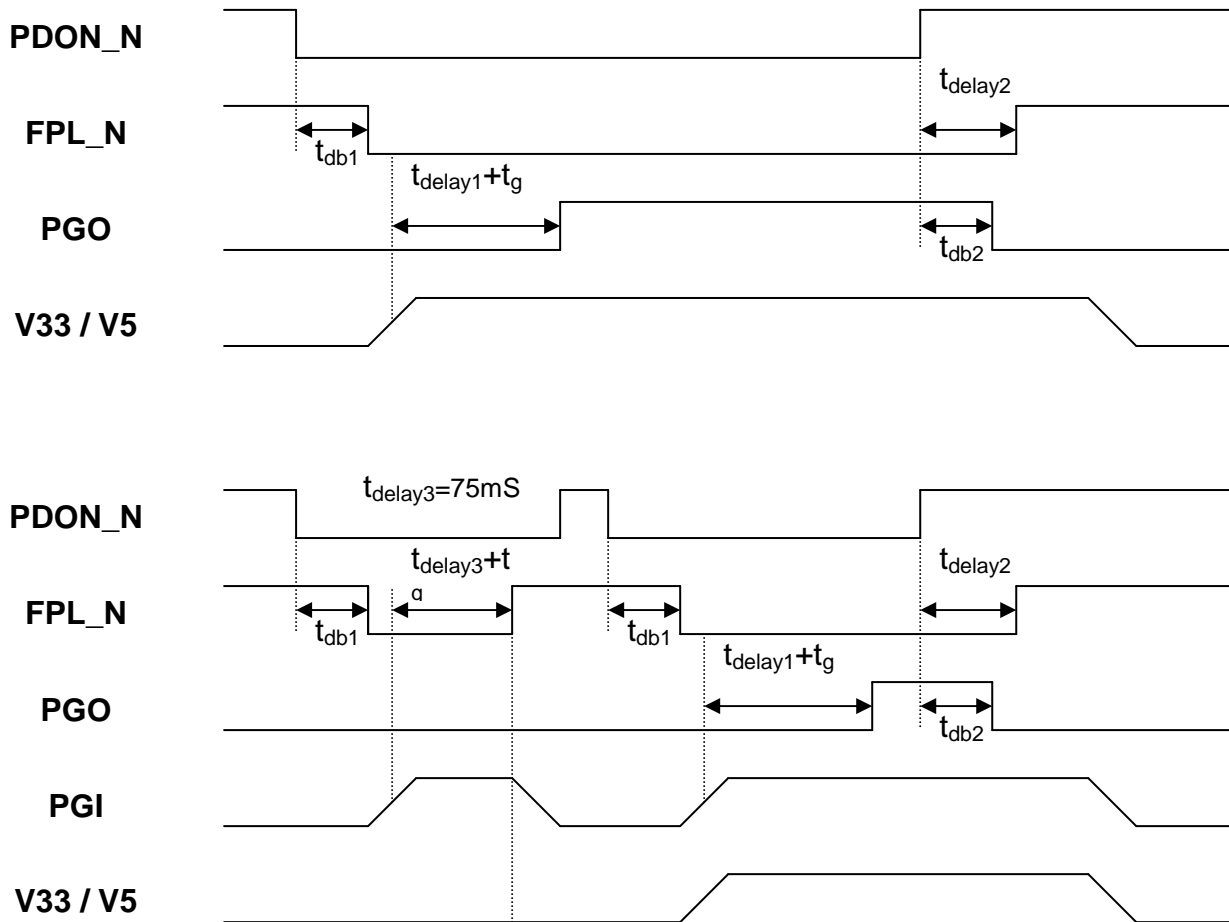 PDON_N
tdelay2
FPL_N
tdb1
tdelay1+tg
PGO
tdb2
V33 / V5
tdelay3=75mS
PDON_N
tdelay3+t
g
tdelay2
FPL_N
tdb1
tdb1
tdelay1+tg
PGO
tdb2
PGI
V33 / V5